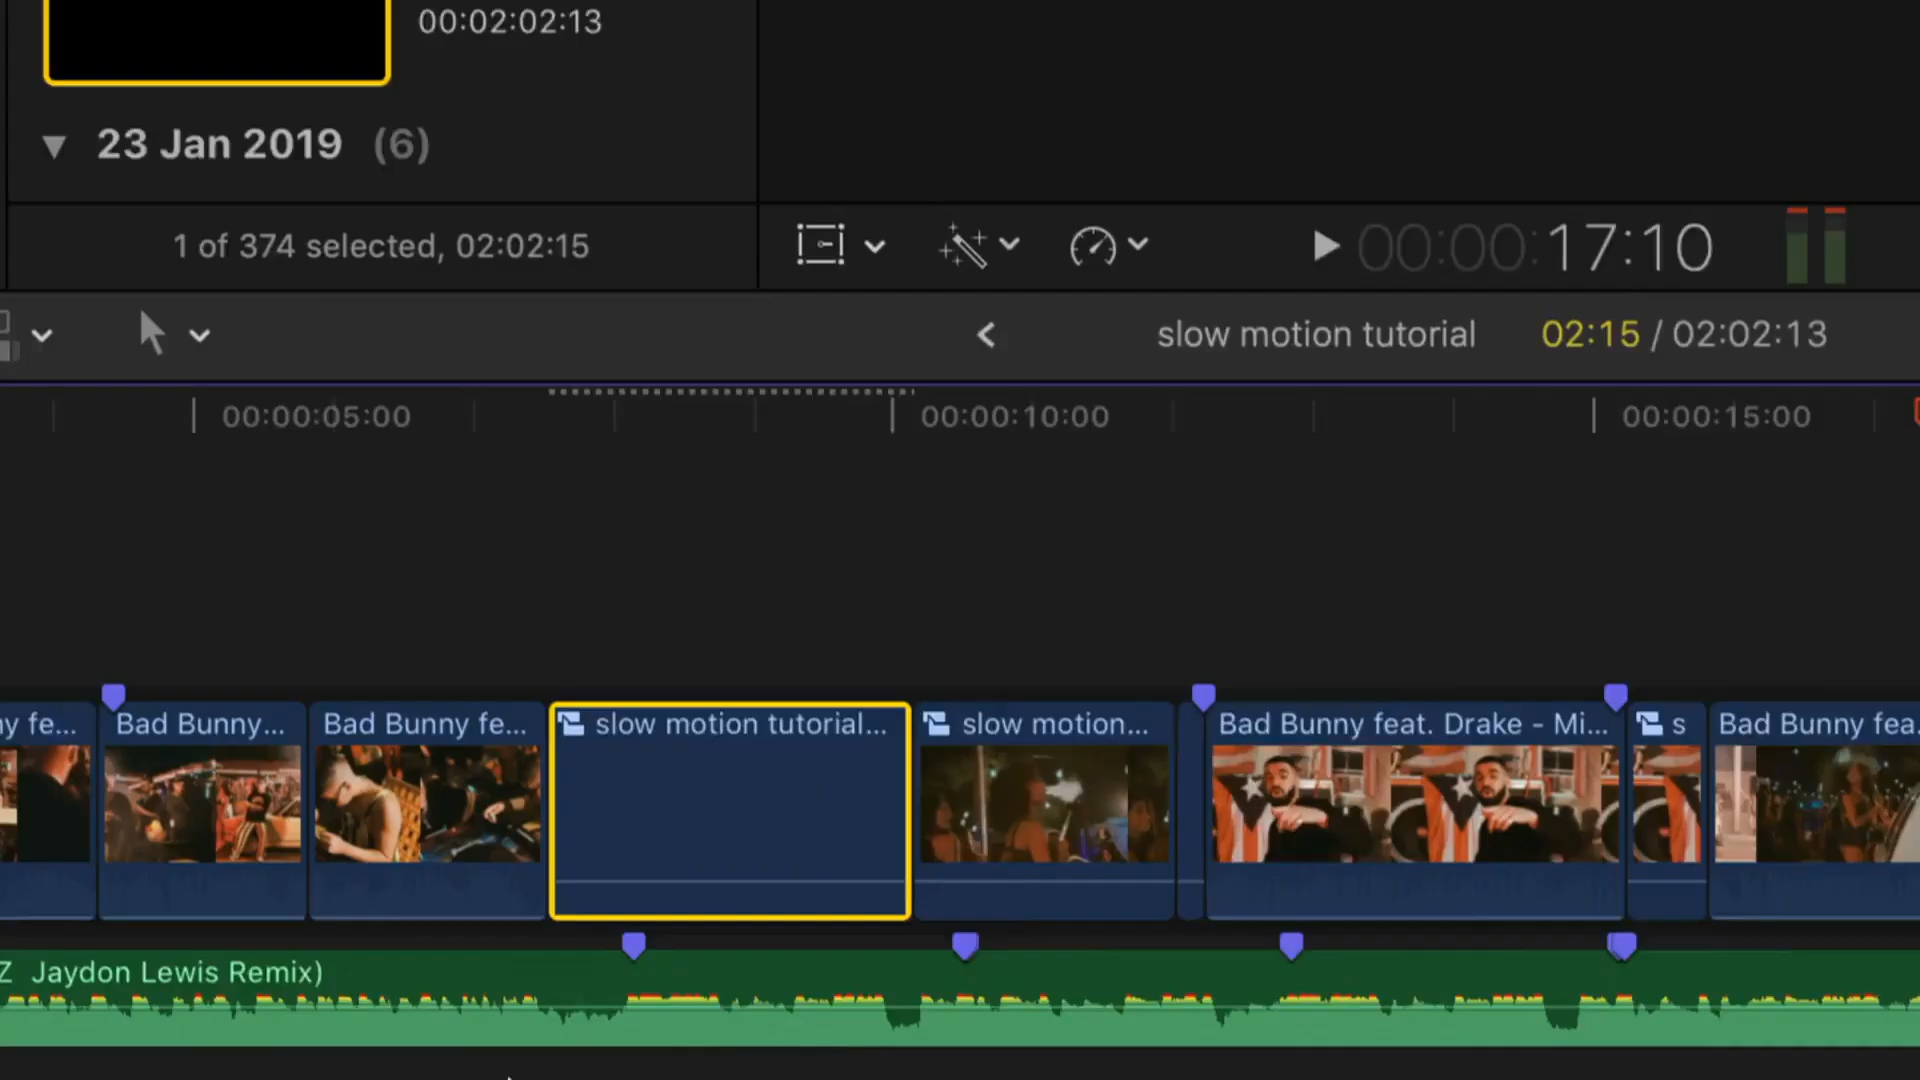 00:02:02:13
23 Jan 2019 (6)
1 of 374 selected, 02:02:15
00:00:17:10
slow motion tutorial 02:15 / 02:02:13
00:00:05:00 00:00:10:00 00:00:15:00
y fe... Bad Bunny... Bad Bunny fe... slow motion tutorial... slow motion... Bad Bunny feat. Drake - Mi... s Bad Bunny fea.
Z Jaydon Lewis Remix)